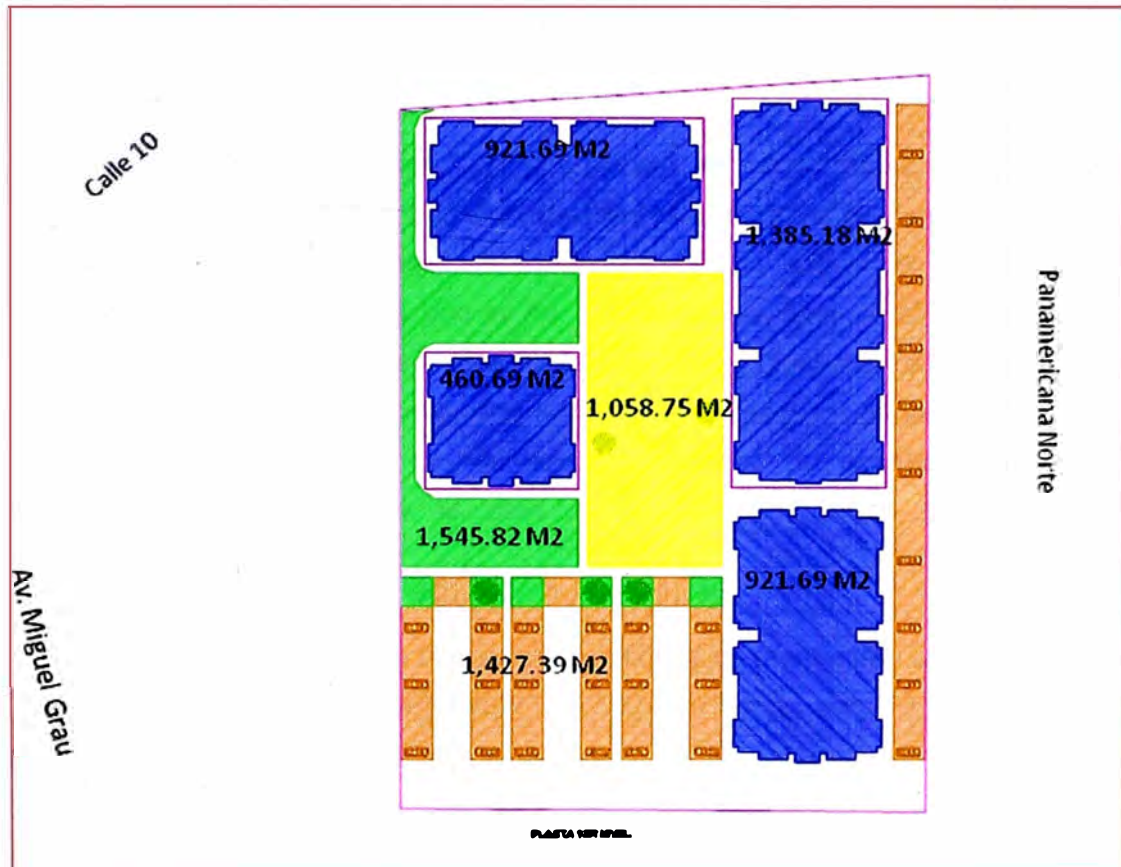 Calle 10
921.69 M2
1,385.18 M2
Panamericana Norte
460.69 M2
1,058.75 M2
1,545.82 M2
Av. Miguel Grau
921.69 M2
1,427.39 M2